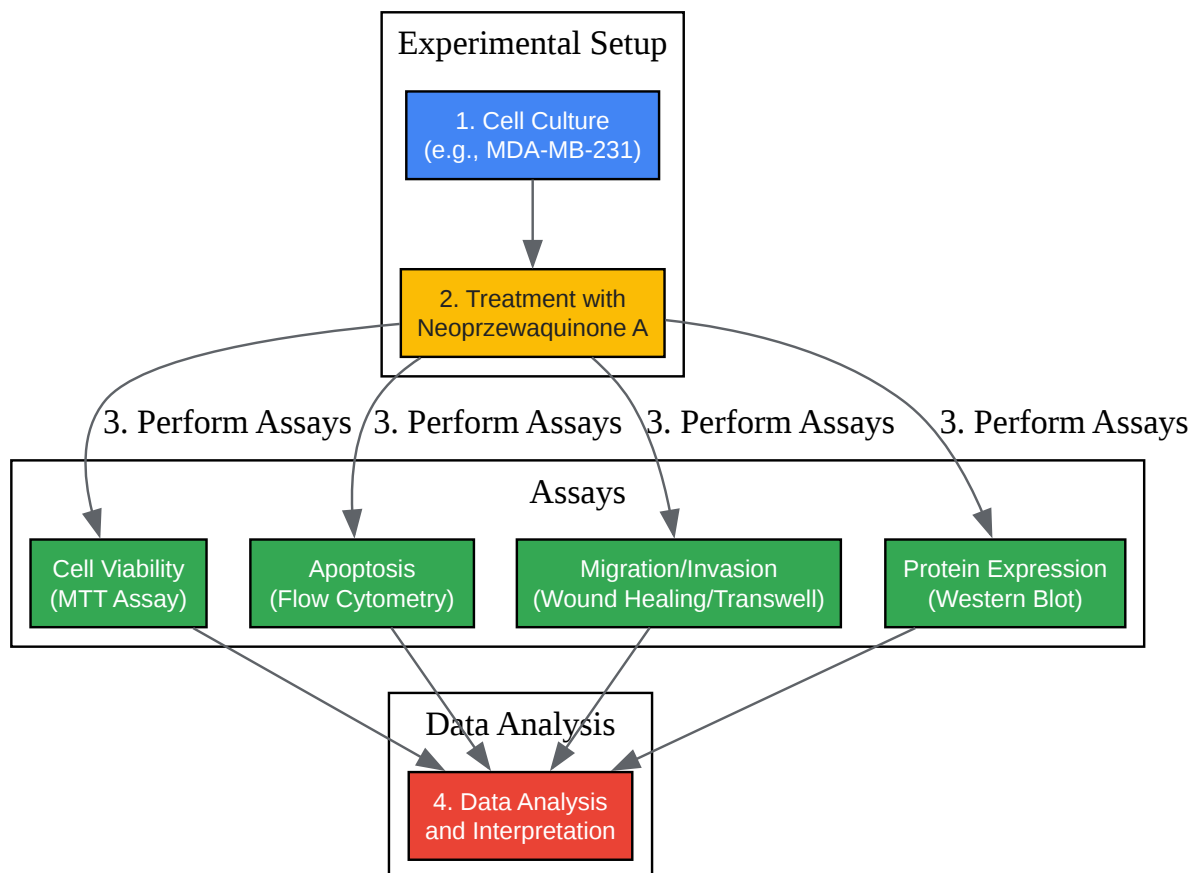 Experimental Setup
1. Cell Culture
(e.g., MDA-MB-231)
2. Treatment with
Neoprzewaquinone A
3. Perform Assays
3. Perform Assays
3. Perform Assays
3. Perform Assays
Assays
Cell Viability
(MTT Assay)
Apoptosis
(Flow Cytometry)
Migration/Invasion
(Wound Healing/Transwell)
Protein Expression
(Western Blot)
Data Analysis
4. Data Analysis
and Interpretation